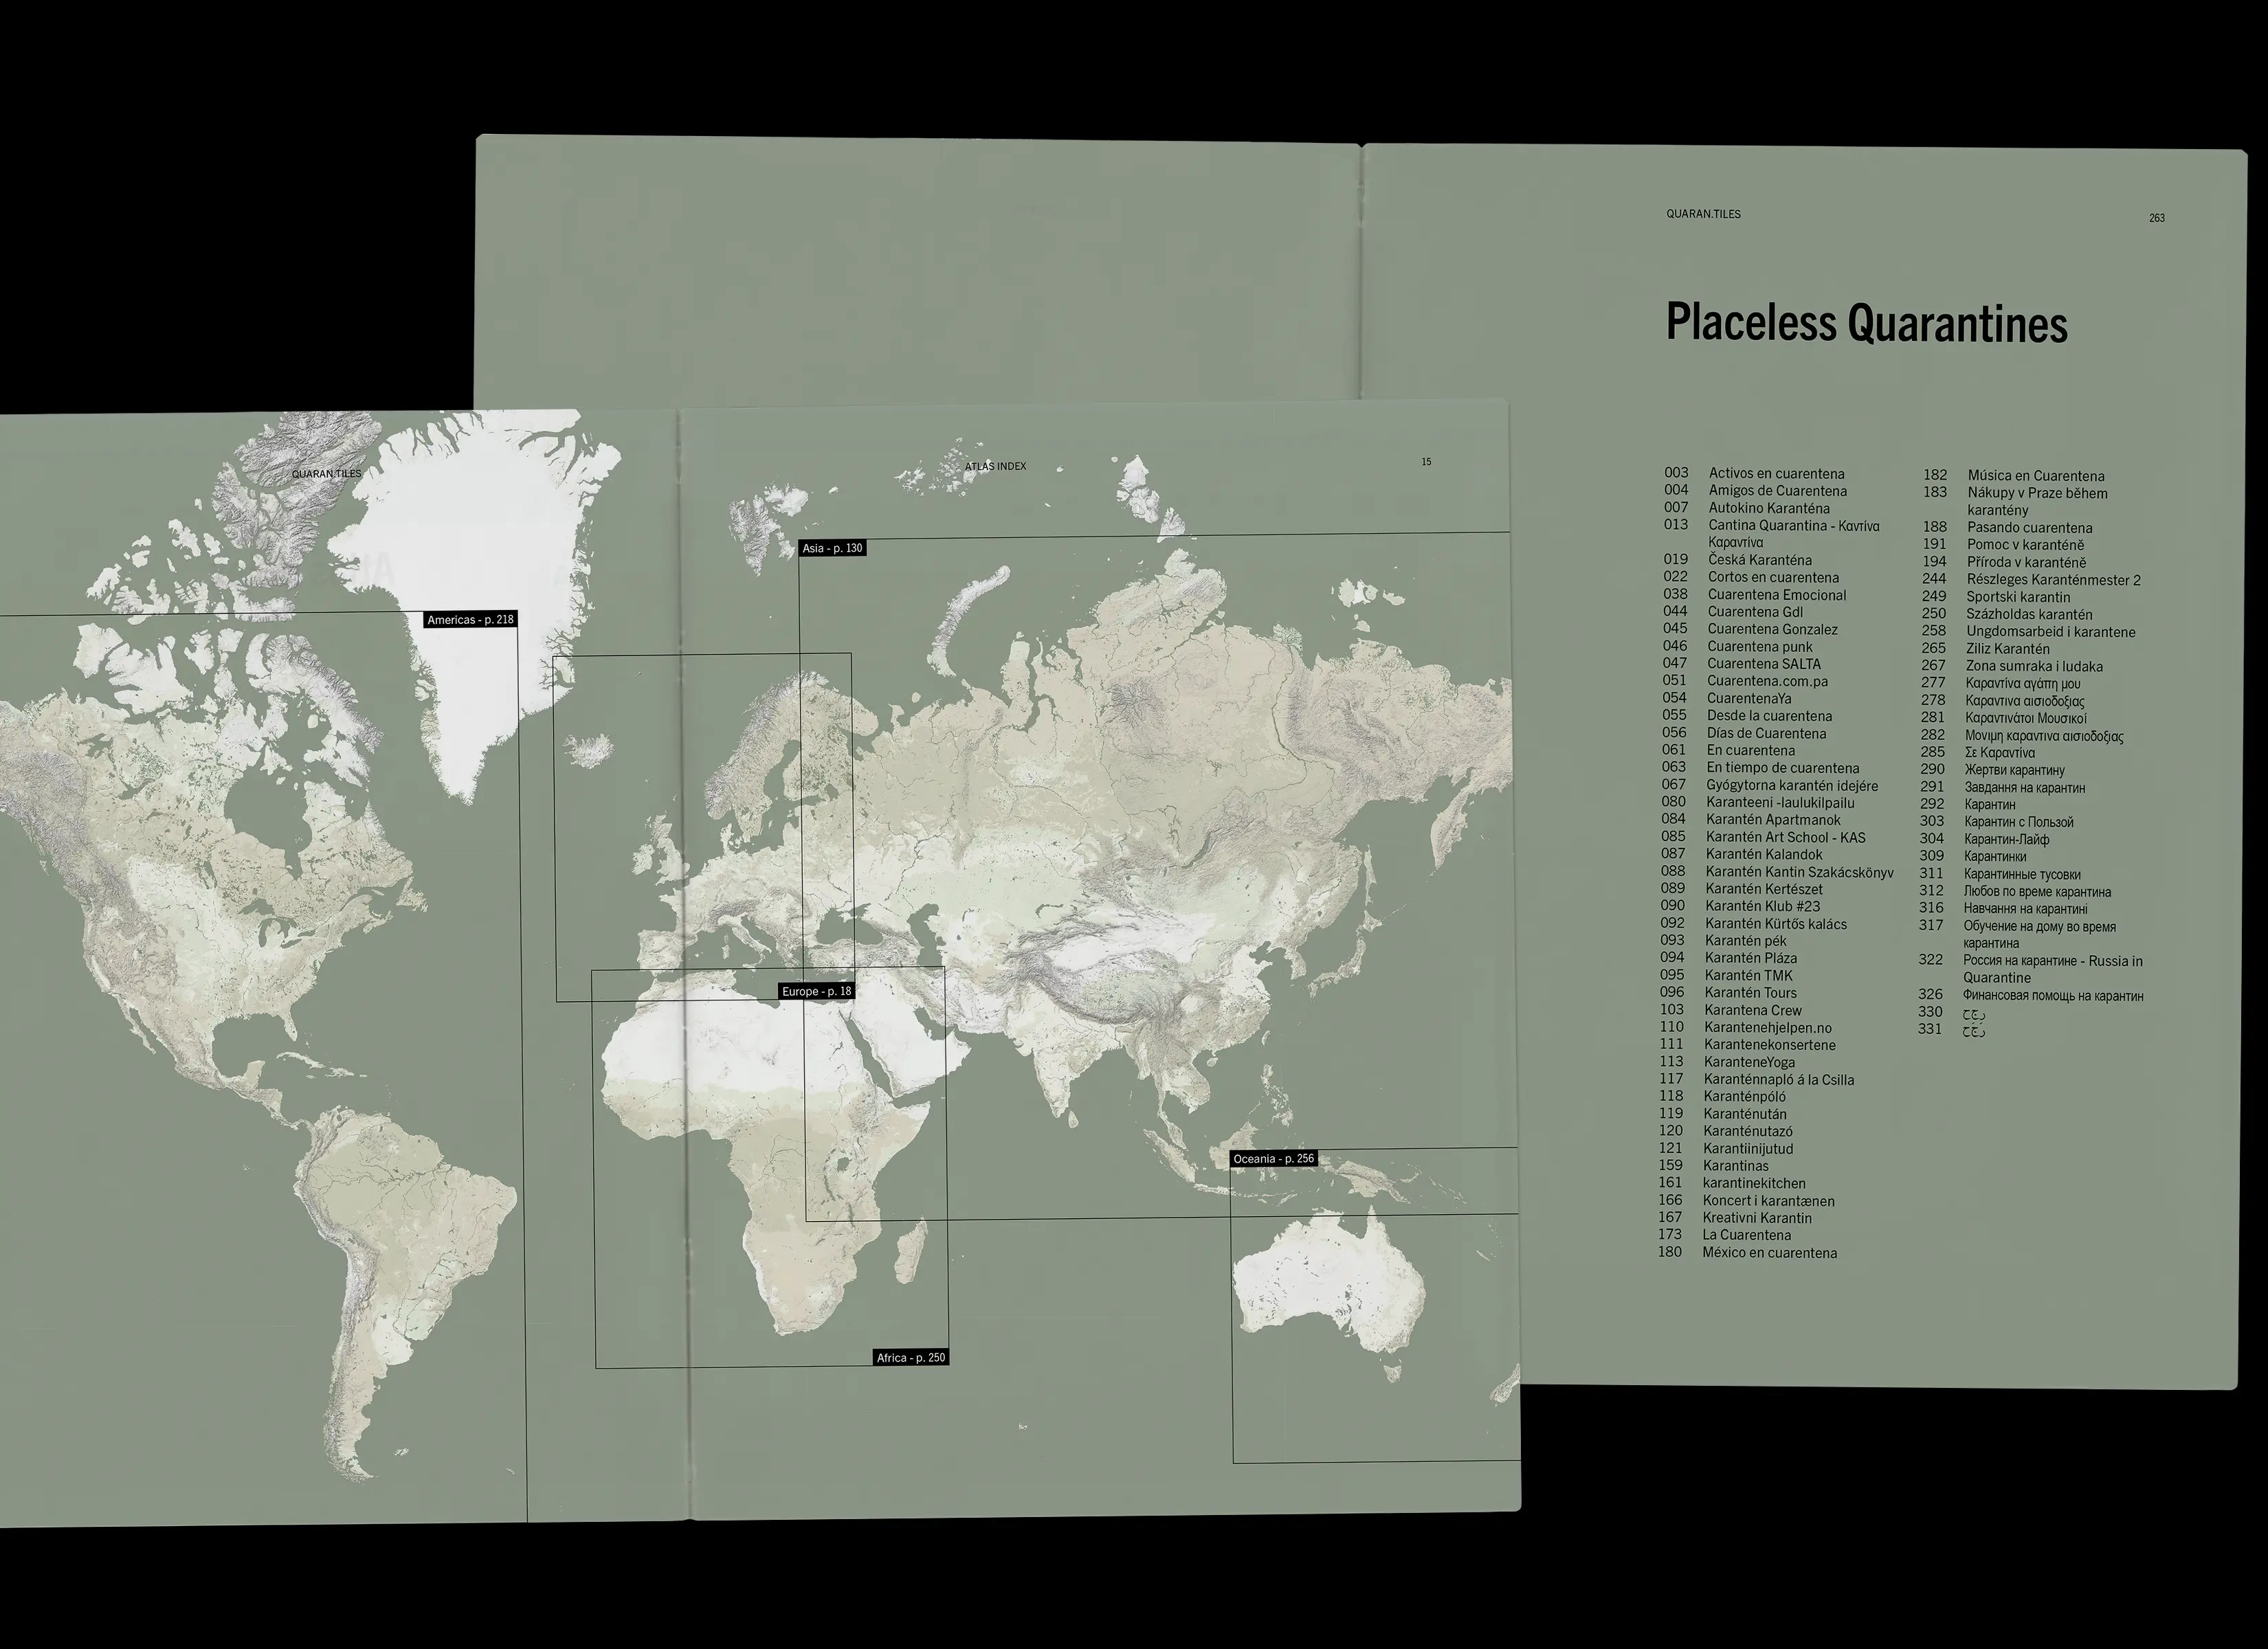 QUARAN.TILES
ATLAS INDEX
15
Asia - p. 130
Americas - p. 218
Europe - p. 18
Oceania - p. 256
Africa - p. 250
QUARAN.TILES
263
Placeless Quarantines
003 Activos en cuarentena
004 Amigos de Cuarentena
007 Autokino Karanténa
013 Cantina Quarantina - Καντίνα
Καραντίνα
019 Česká Karanténa
022 Cortos en cuarentena
038 Cuarentena Emocional
044 Cuarentena Gdl
045 Cuarentena Gonzalez
046 Cuarentena punk
047 Cuarentena SALTA
051 Cuarentena.com.pa
054 CuarentenaYa
055 Desde la cuarentena
056 Días de Cuarentena
061 En cuarentena
063 En tiempo de cuarentena
067 Gyógytorna karantén idejére
080 Karanteeni -laulukilpailu
084 Karantén Apartmanok
085 Karantén Art School - KAS
087 Karantén Kalandok
088 Karantén Kantin Szakácskönyv
089 Karantén Kertészet
090 Karantén Klub #23
092 Karantén Kürtős kalács
093 Karantén pék
094 Karantén Pláza
095 Karantén TMK
096 Karantén Tours
103 Karantena Crew
110 Karantenehjelpen.no
111 Karantenekonsertene
113 KaranteneYoga
117 Karanténnapló á la Csilla
118 Karanténpóló
119 Karanténután
120 Karanténutazó
121 Karantiinijutud
159 Karantinas
161 karantinekitchen
166 Koncert i karantænen
167 Kreativni Karantin
173 La Cuarentena
180 México en cuarentena
182 Música en Cuarentena
183 Nákupy v Praze během
karantény
188 Pasando cuarentena
191 Pomoc v karanténě
194 Příroda v karanténě
244 Részleges Karanténmester 2
249 Sportski karantin
250 Százholdas karantén
258 Ungdomsarbeid i karantene
265 Ziliz Karantén
267 Zona sumraka i ludaka
277 Καραντίνα αγάπη μου
278 Καραντινα αισιοδοξιας
281 Καραντινάτοι Μουσικοί
282 Μονιμη καραντινα αισιοδοξιας
285 Σε Καραντίνα
290 Жертви карантину
291 Завдання на карантин
292 Карантин
303 Карантин с Пользой
304 Карантин-Лайф
309 Карантинки
311 Карантинные тусовки
312 Любов по време карантина
316 Навчання на карантині
317 Обучение на дому во время
карантина
322 Россия на карантине - Russia in
Quarantine
326 Финансовая помощь на карантин
330
331